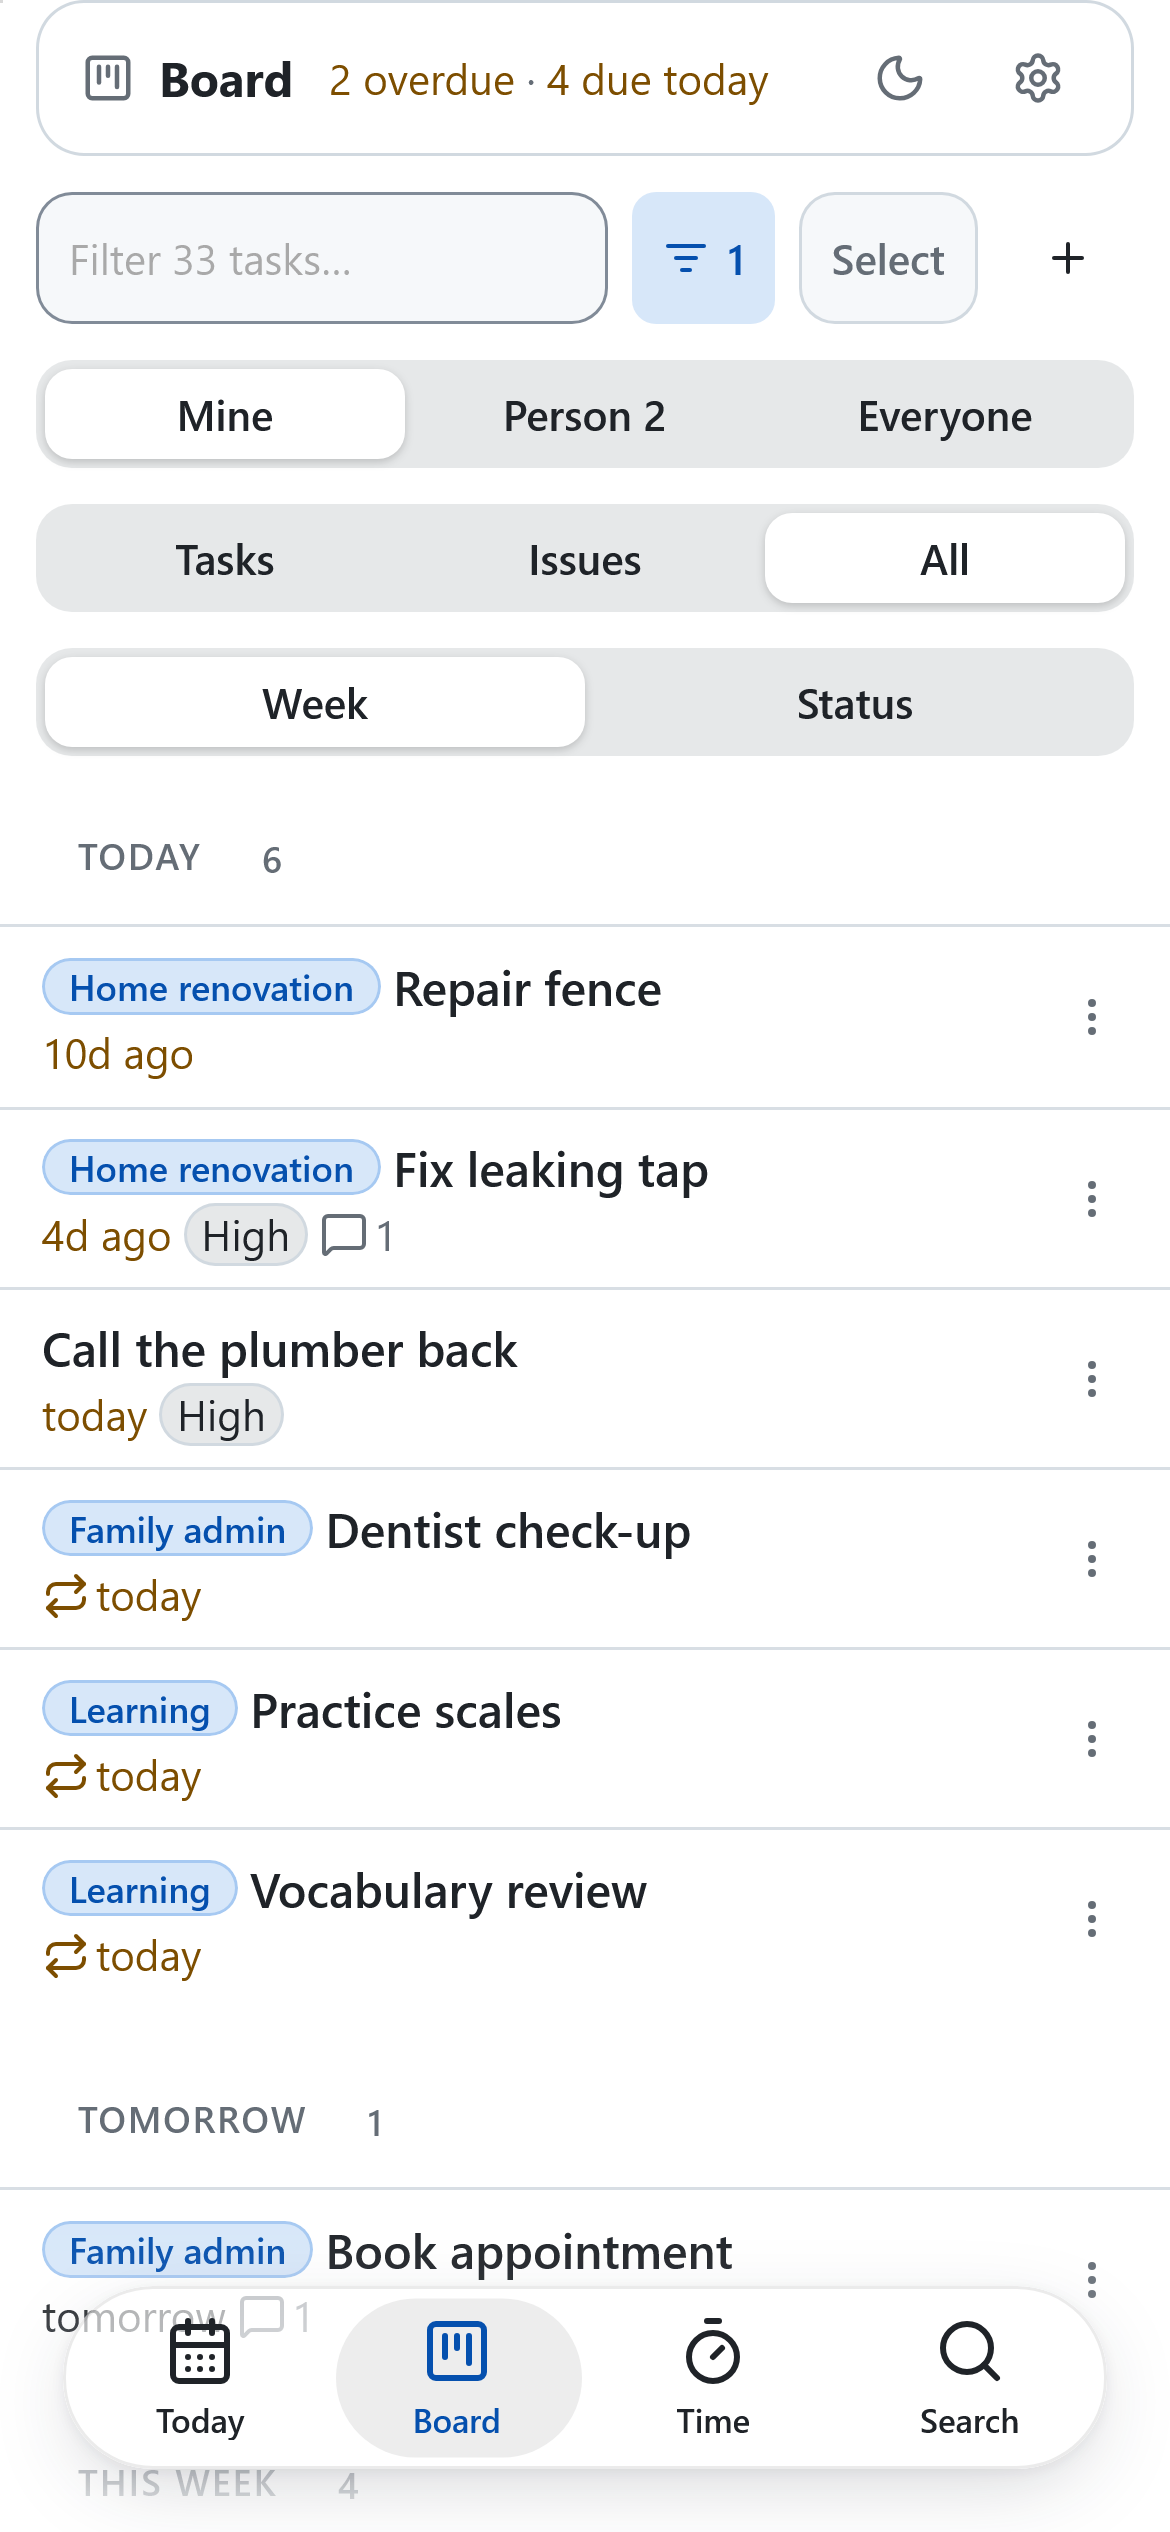 Board 2 overdue · 4 due today
Filter 33 tasks...
1
Select
Mine Person 2 Everyone
Tasks Issues All
Week Status
TODAY 6
Home renovation Repair fence
10d ago
Home renovation Fix leaking tap
4d ago High 1
Call the plumber back
today High
Family admin Dentist check-up
today
Learning Practice scales
today
Learning Vocabulary review
today
TOMORROW 1
Family admin Book appointment
tomorrow 1
Today Board Time Search
THIS WEEK 4